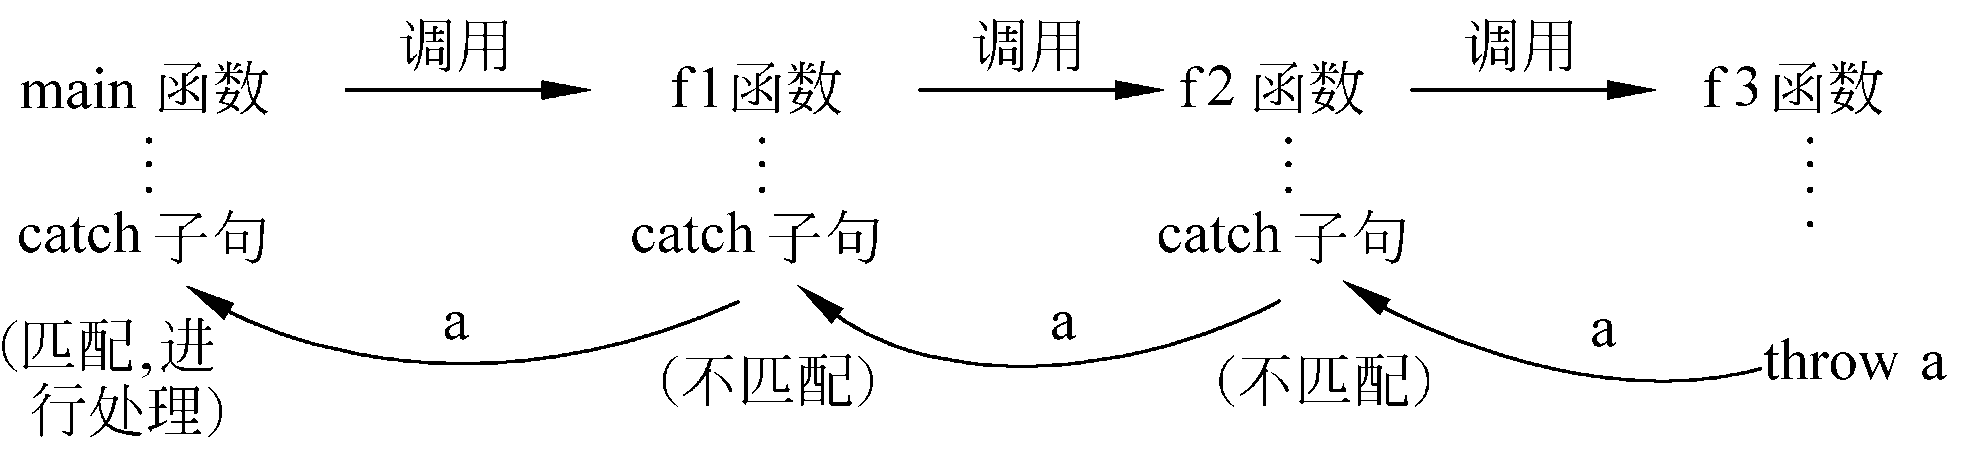 调用 调用 调用
main 函数 f1函数 f2 函数 f3函数
catch 子句 catch 子句 catch 子句
a a a
(匹配,进 (不匹配) (不匹配) throw a
行处理)